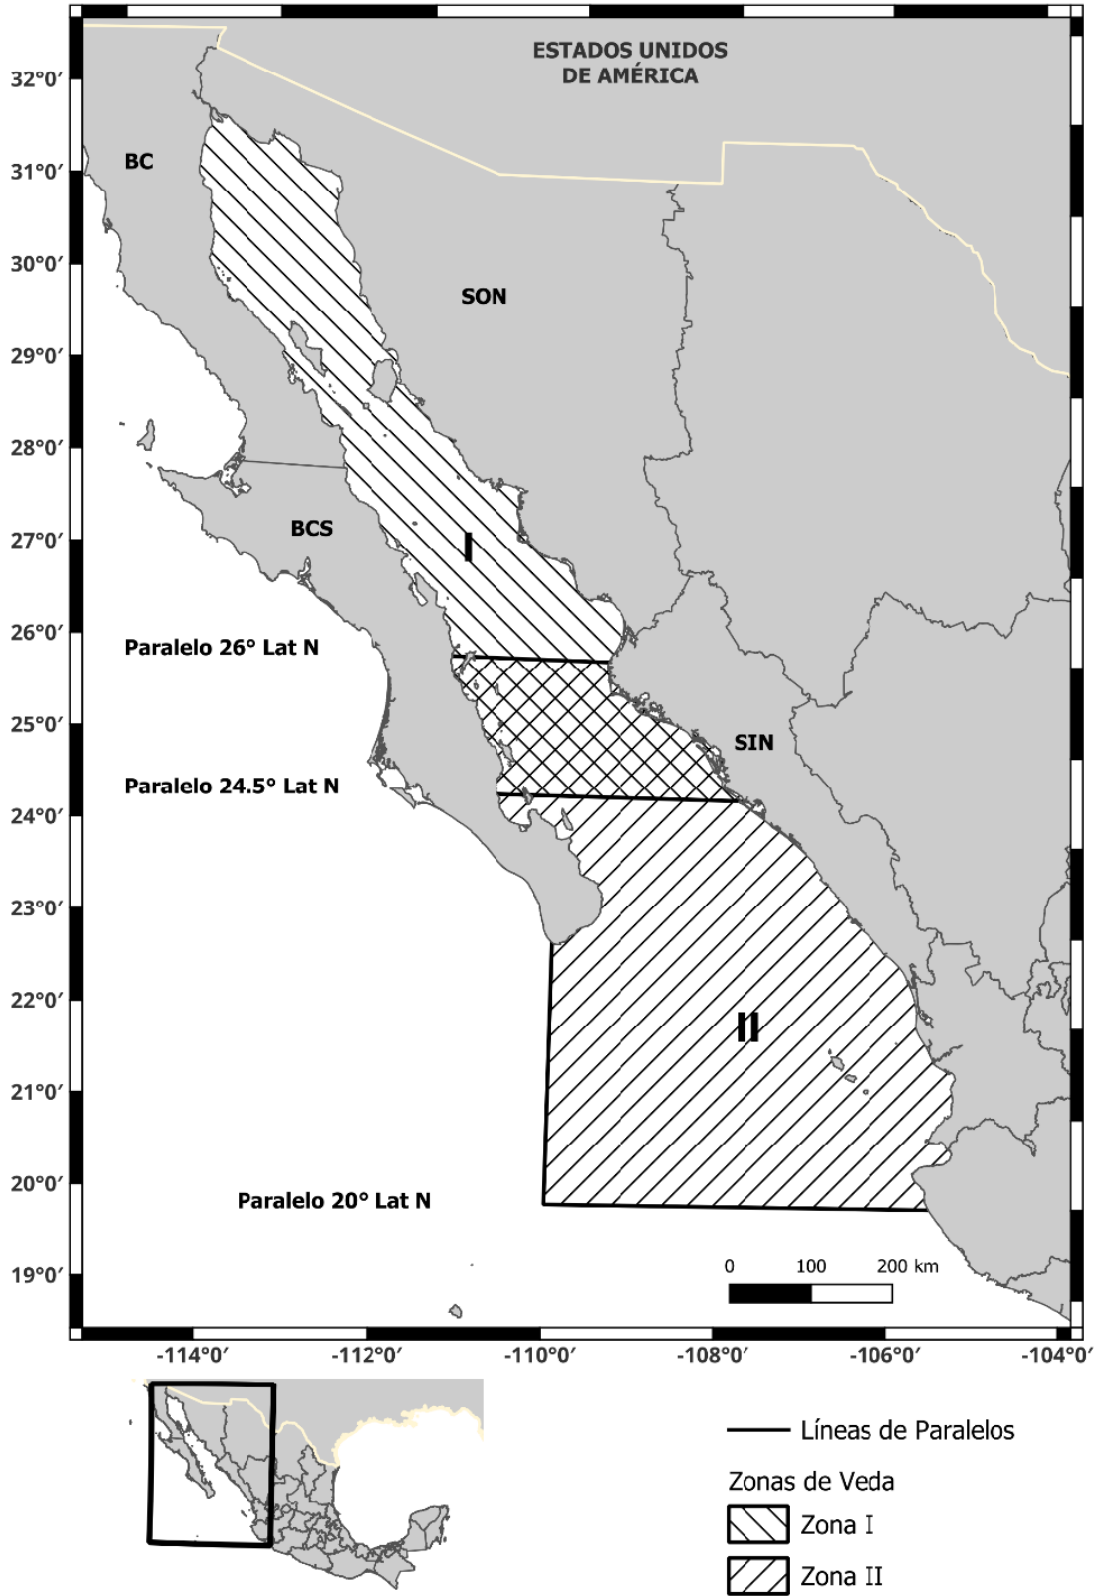 ESTADOS UNIDOS
DE AMÉRICA
32°0′
BC
31°0′
30°0′
SON
29°0′
28°0′
BCS
27°0′
I
26°0′
Paralelo 26° Lat N
25°0′
SIN
Paralelo 24.5° Lat N
24°0′
23°0′
22°0′
II
21°0′
20°0′
Paralelo 20° Lat N
19°0′
0 100 200 km
-114°0′ -112°0′ -110°0′ -108°0′ -106°0′ -104°0′
Líneas de Paralelos
Zonas de Veda
Zona I
Zona II